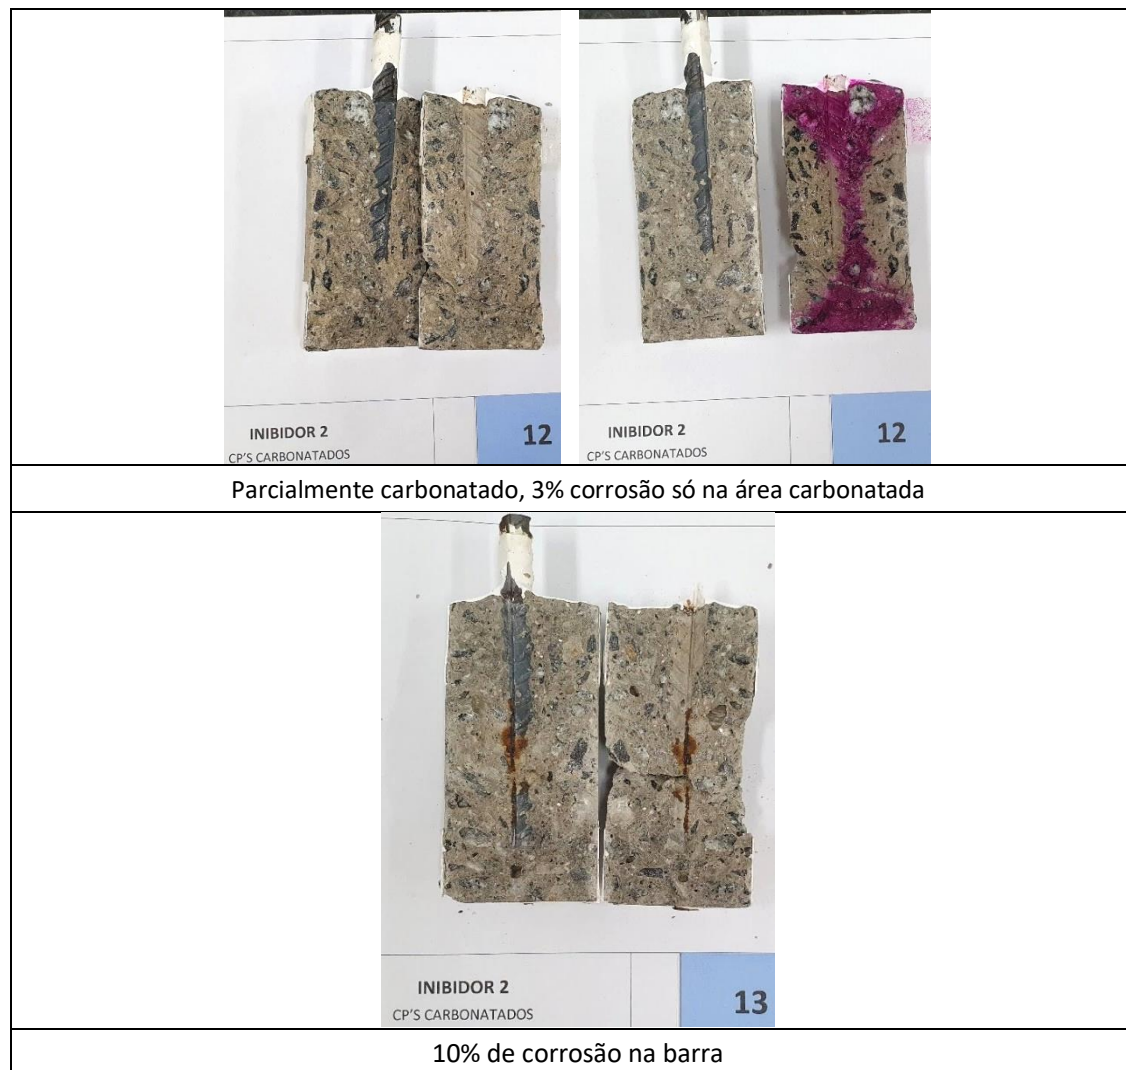 INIBIDOR 2
12
CP'S CARBONATADOS
INIBIDOR 2
12
CP'S CARBONATADOS
Parcialmente carbonatado, 3% corrosão só na área carbonatada
INIBIDOR 2
13
CP'S CARBONATADOS
10% de corrosão na barra